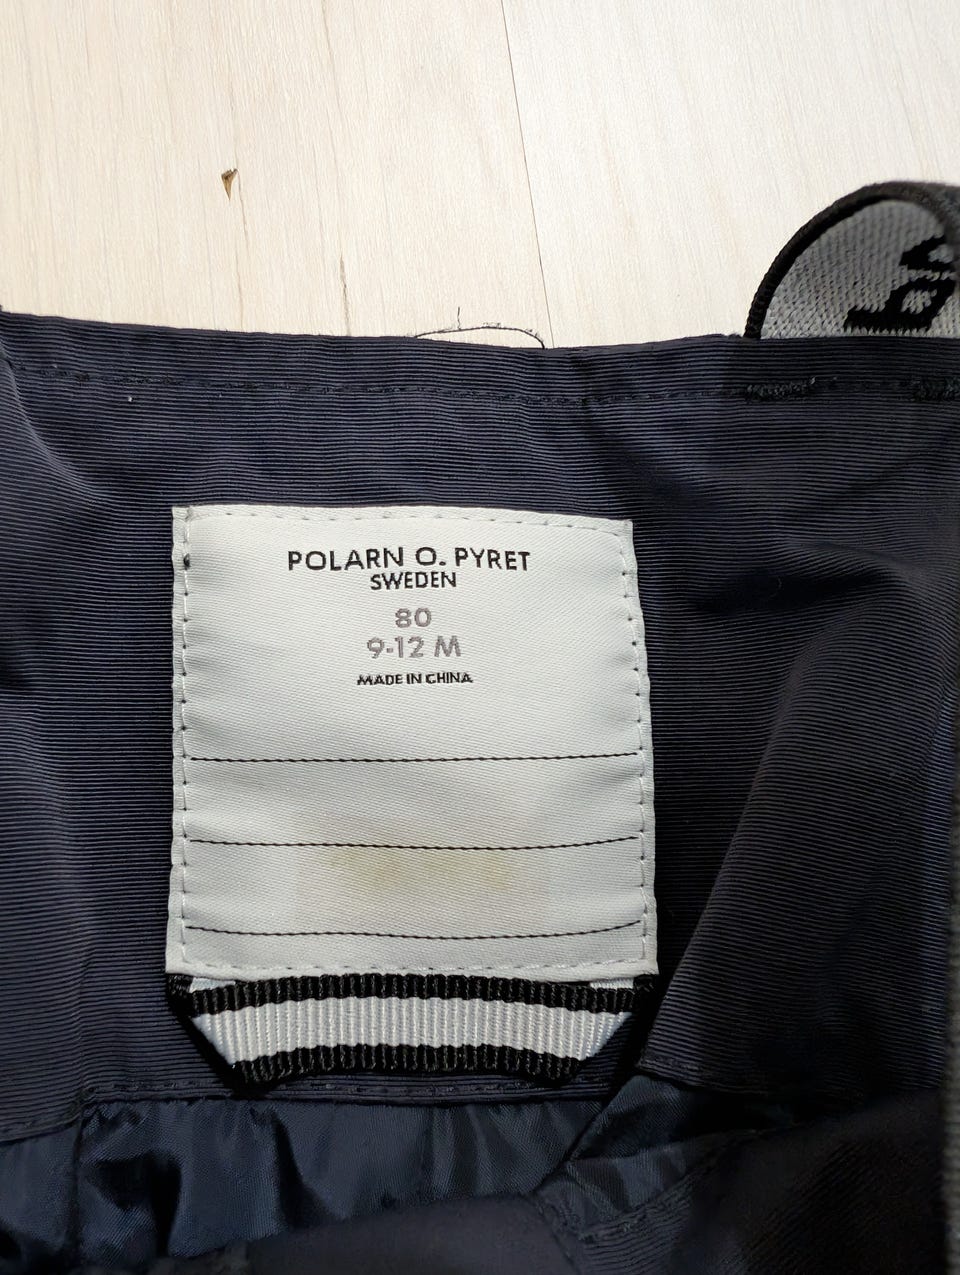 POLARN O. PYRET
SWEDEN
80
9-12 M
MADE IN CHINA